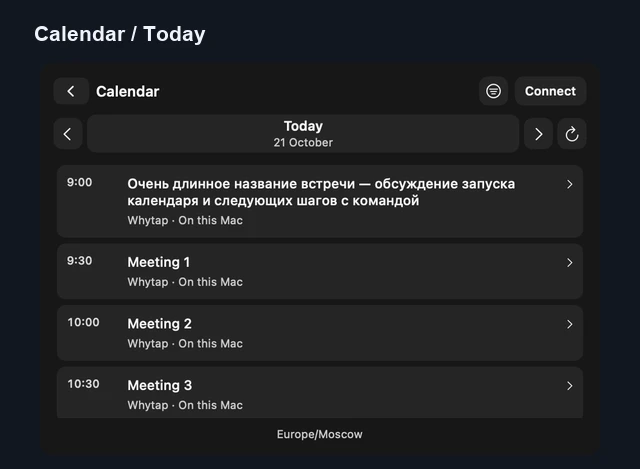 Calendar / Today
Calendar
Connect
Today
21 October
9:00
Очень длинное название встречи — обсуждение запуска
календаря и следующих шагов с командой
Whytap · On this Mac
9:30
Meeting 1
Whytap · On this Mac
10:00
Meeting 2
Whytap · On this Mac
10:30
Meeting 3
Whytap · On this Mac
Europe/Moscow